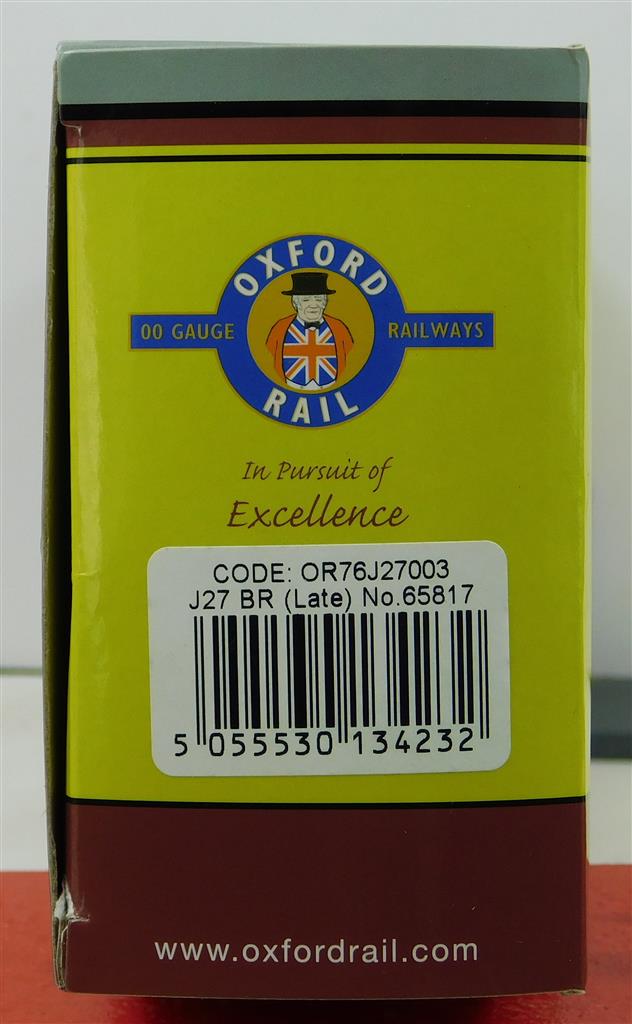 OXFORD
OO GAUGE RAILWAYS
RAIL
In Pursuit of
Excellence
CODE: OR76J27003
J27 BR (Late) No.65817
5 055530 134232
www.oxfordrail.com